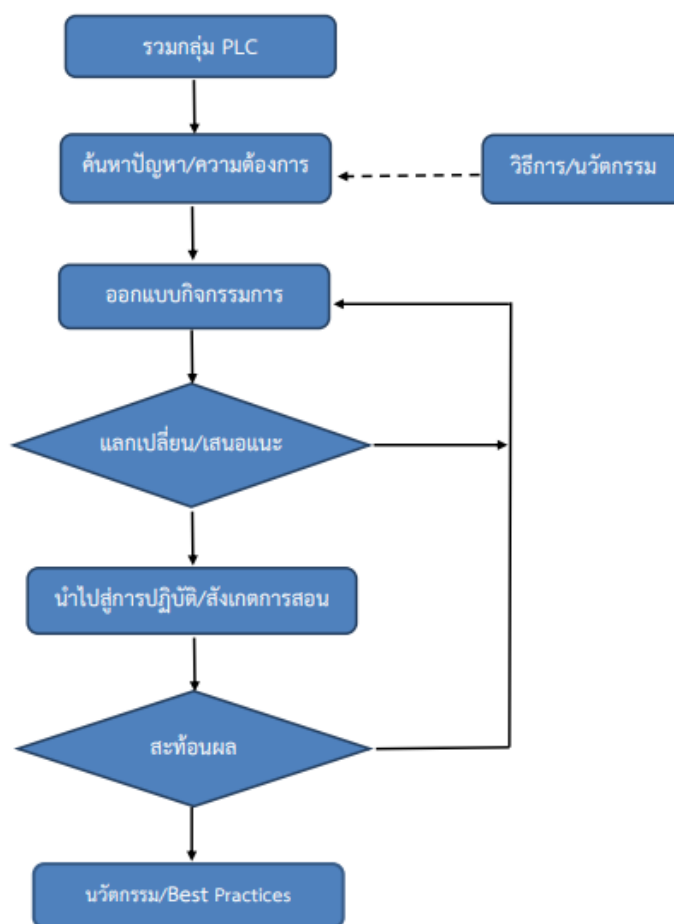 รวมกลุ่ม PLC
ค้นหาปัญหา/ความต้องการ
วิธีการ/นวัตกรรม
ออกแบบกิจกรรมการ
แลกเปลี่ยน/เสนอแนะ
นำไปสู่การปฏิบัติ/สังเกตการสอน
สะท้อนผล
นวัตกรรม/Best Practices